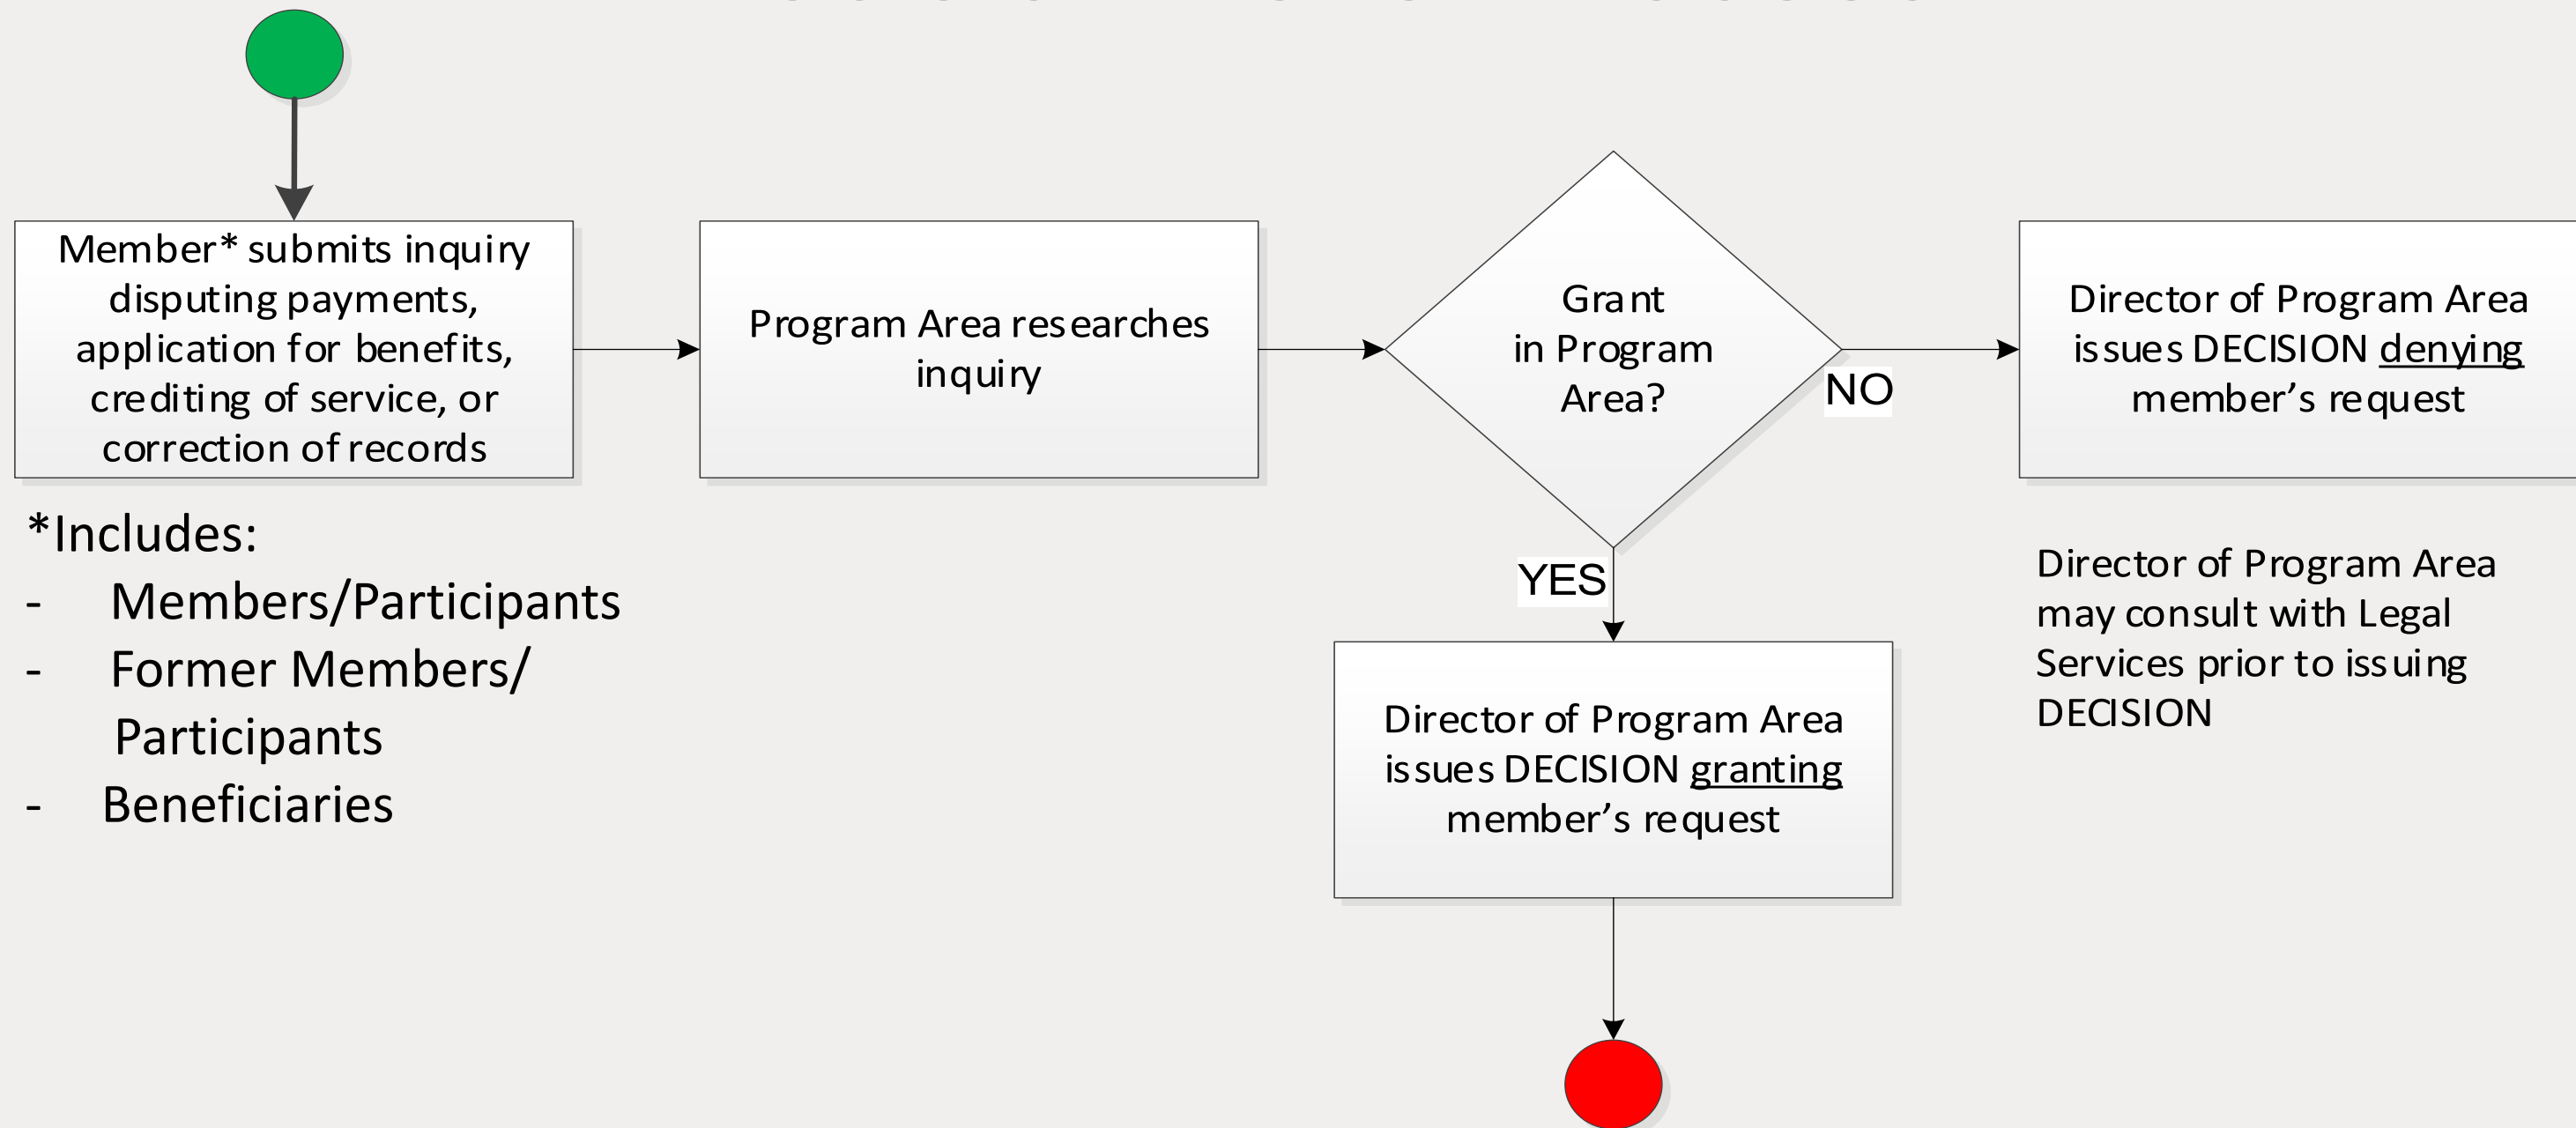 Member* submits inquiry
disputing payments,
application for benefits,
crediting of service, or
correction of records
Program Area researches
inquiry
Grant
in Program
Area?
NO
Director of Program Area
issues DECISION denying
member's request
*Includes:
- Members/Participants
- Former Members/
Participants
- Beneficiaries
YES
Director of Program Area
may consult with Legal
Services prior to issuing
DECISION
Director of Program Area
issues DECISION granting
member's request